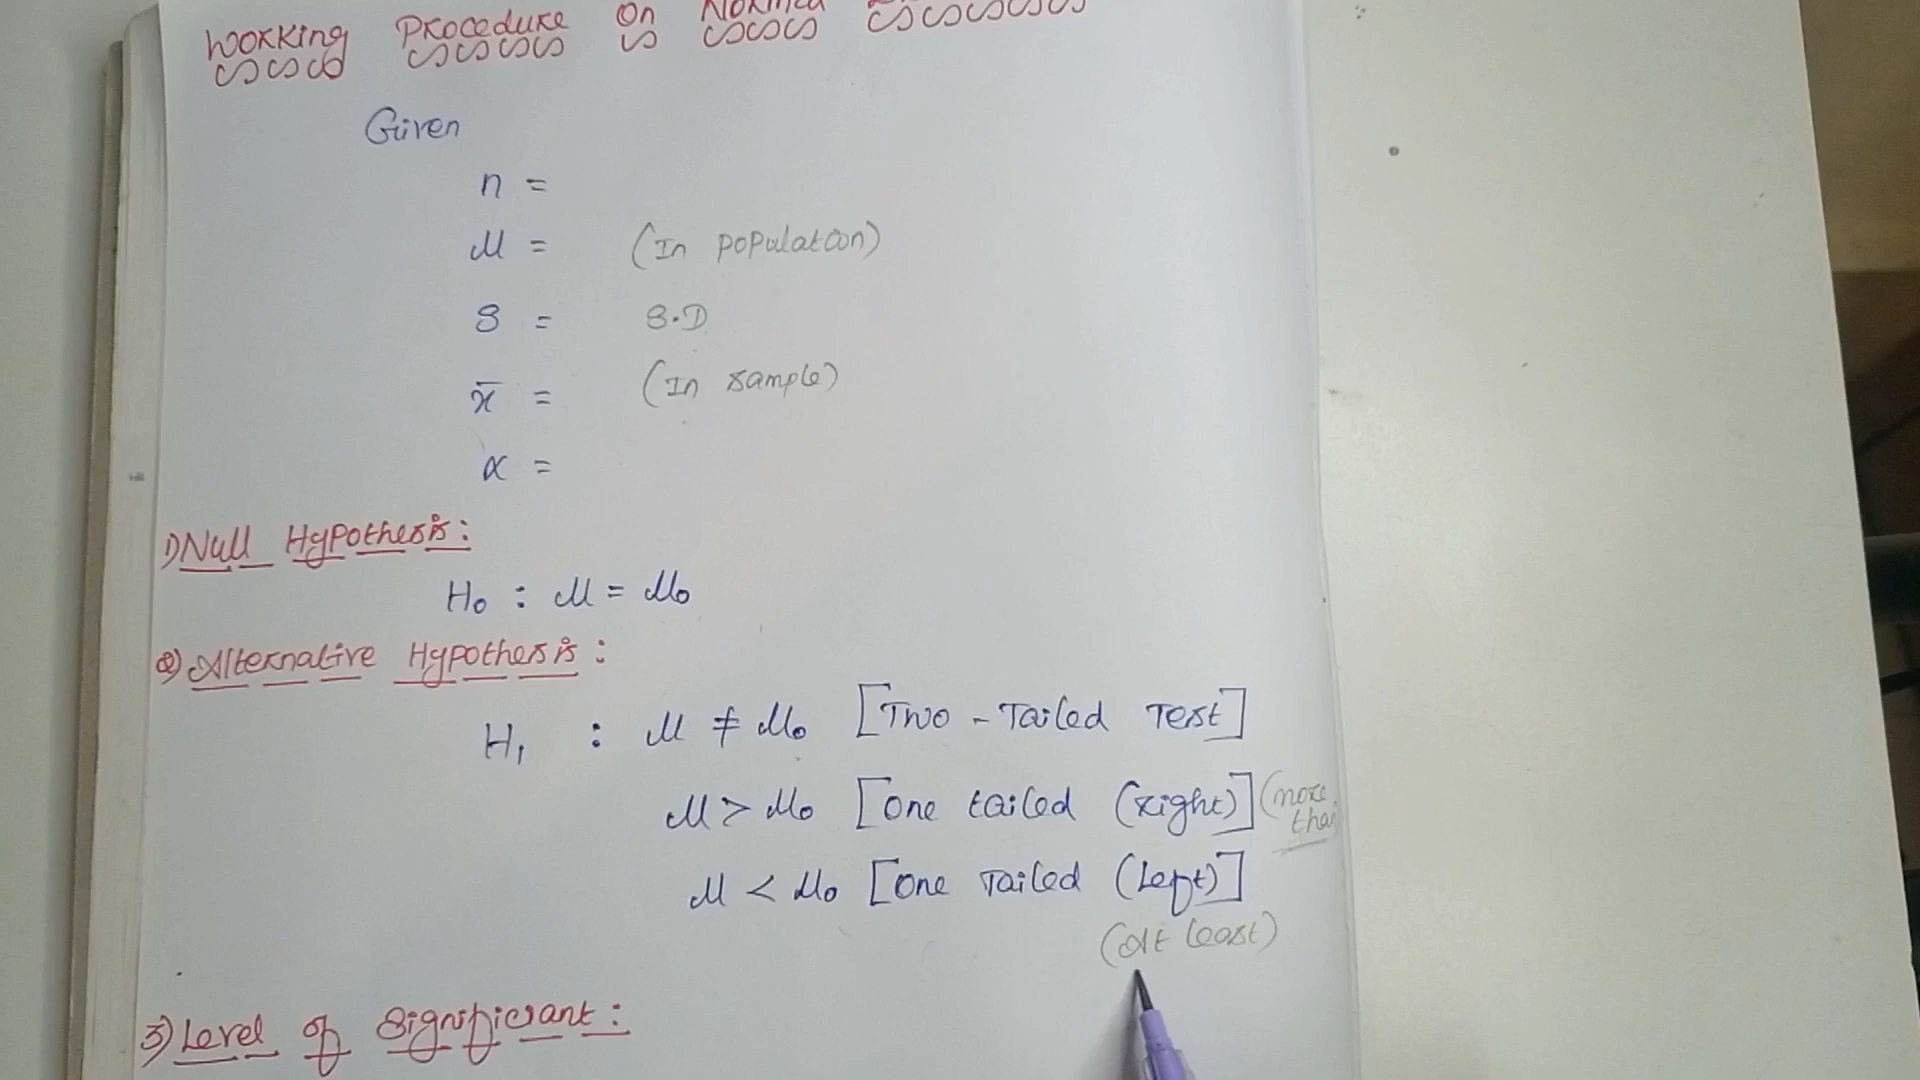 Working Procedure On Normal
Given
n =
μ = (In population)
S = S.D
x̄ = (In sample)
α =
1) Null Hypothesis:
H₀ : μ = μ₀
2) Alternative Hypothesis:
H₁ : μ ≠ μ₀ [Two - Tailed Test]
μ > μ₀ [one tailed (right)] (more than
μ < μ₀ [one Tailed (Left)]
(At least)
3) Level of Significant: